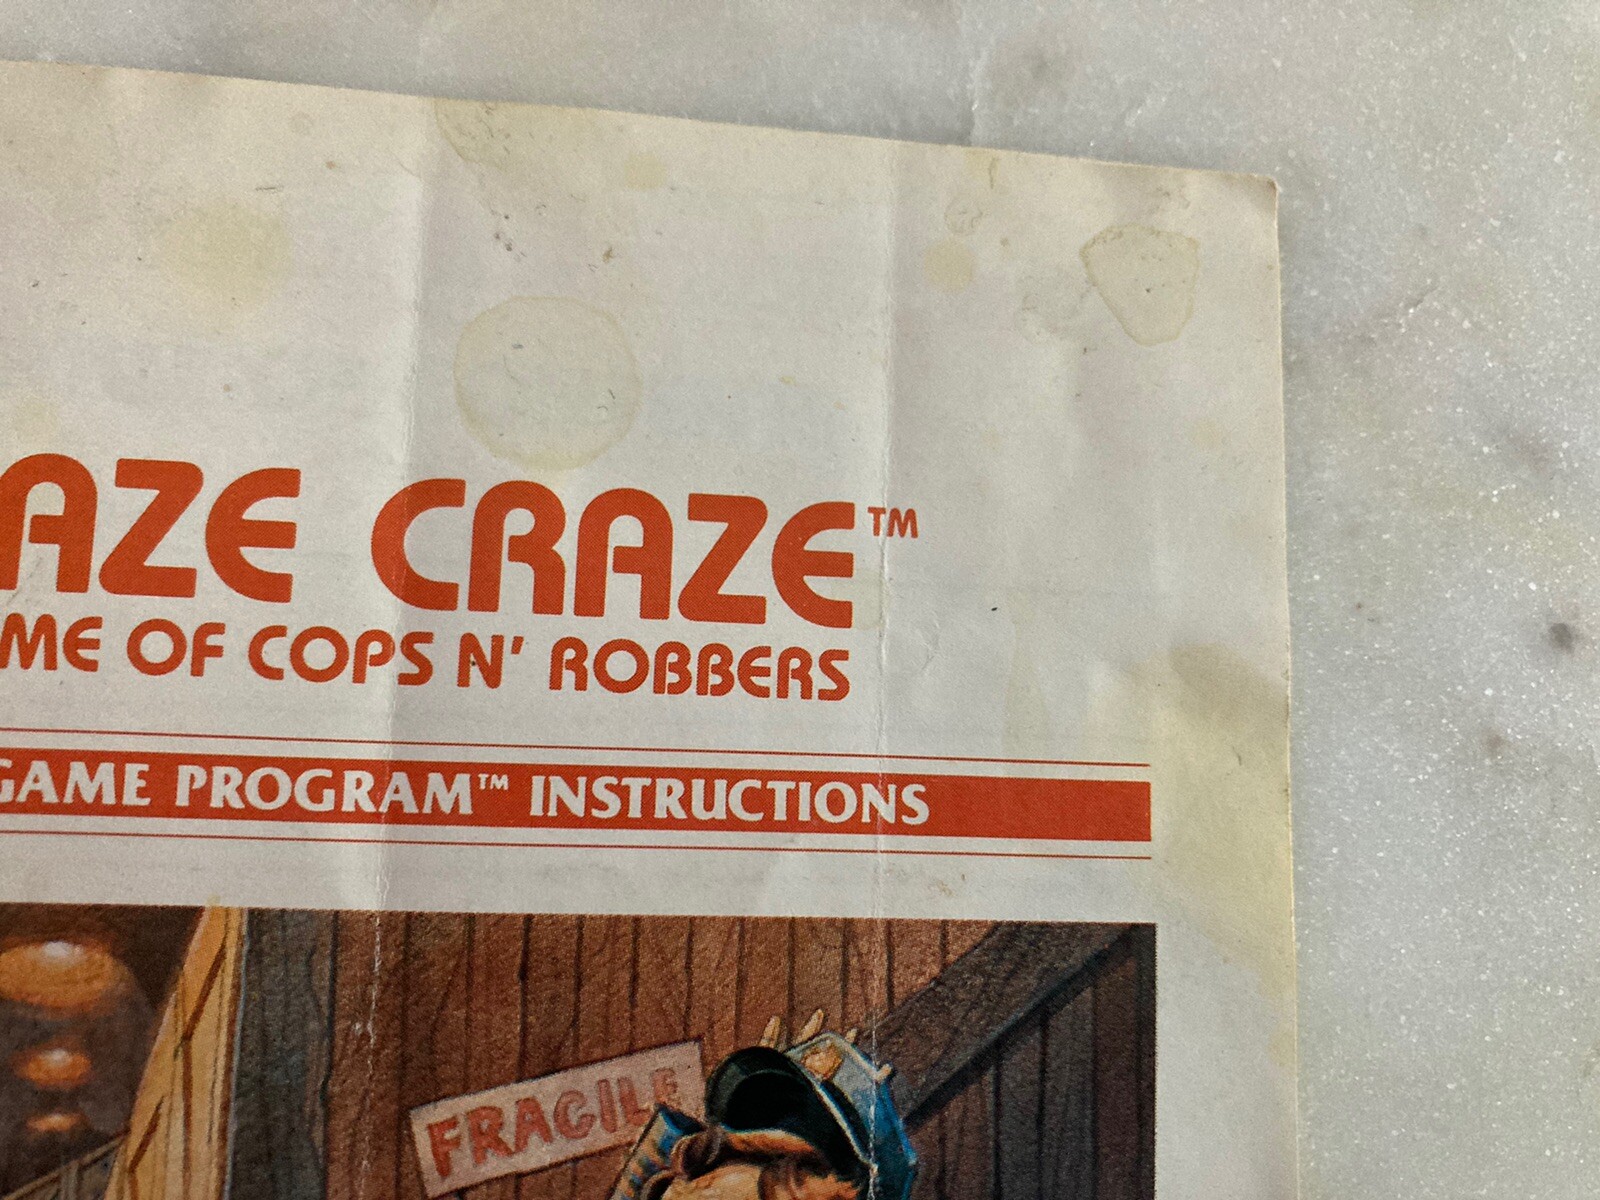 AZE CRAZE™
ME OF COPS N' ROBBERS
GAME PROGRAM™ INSTRUCTIONS
FRAGILE